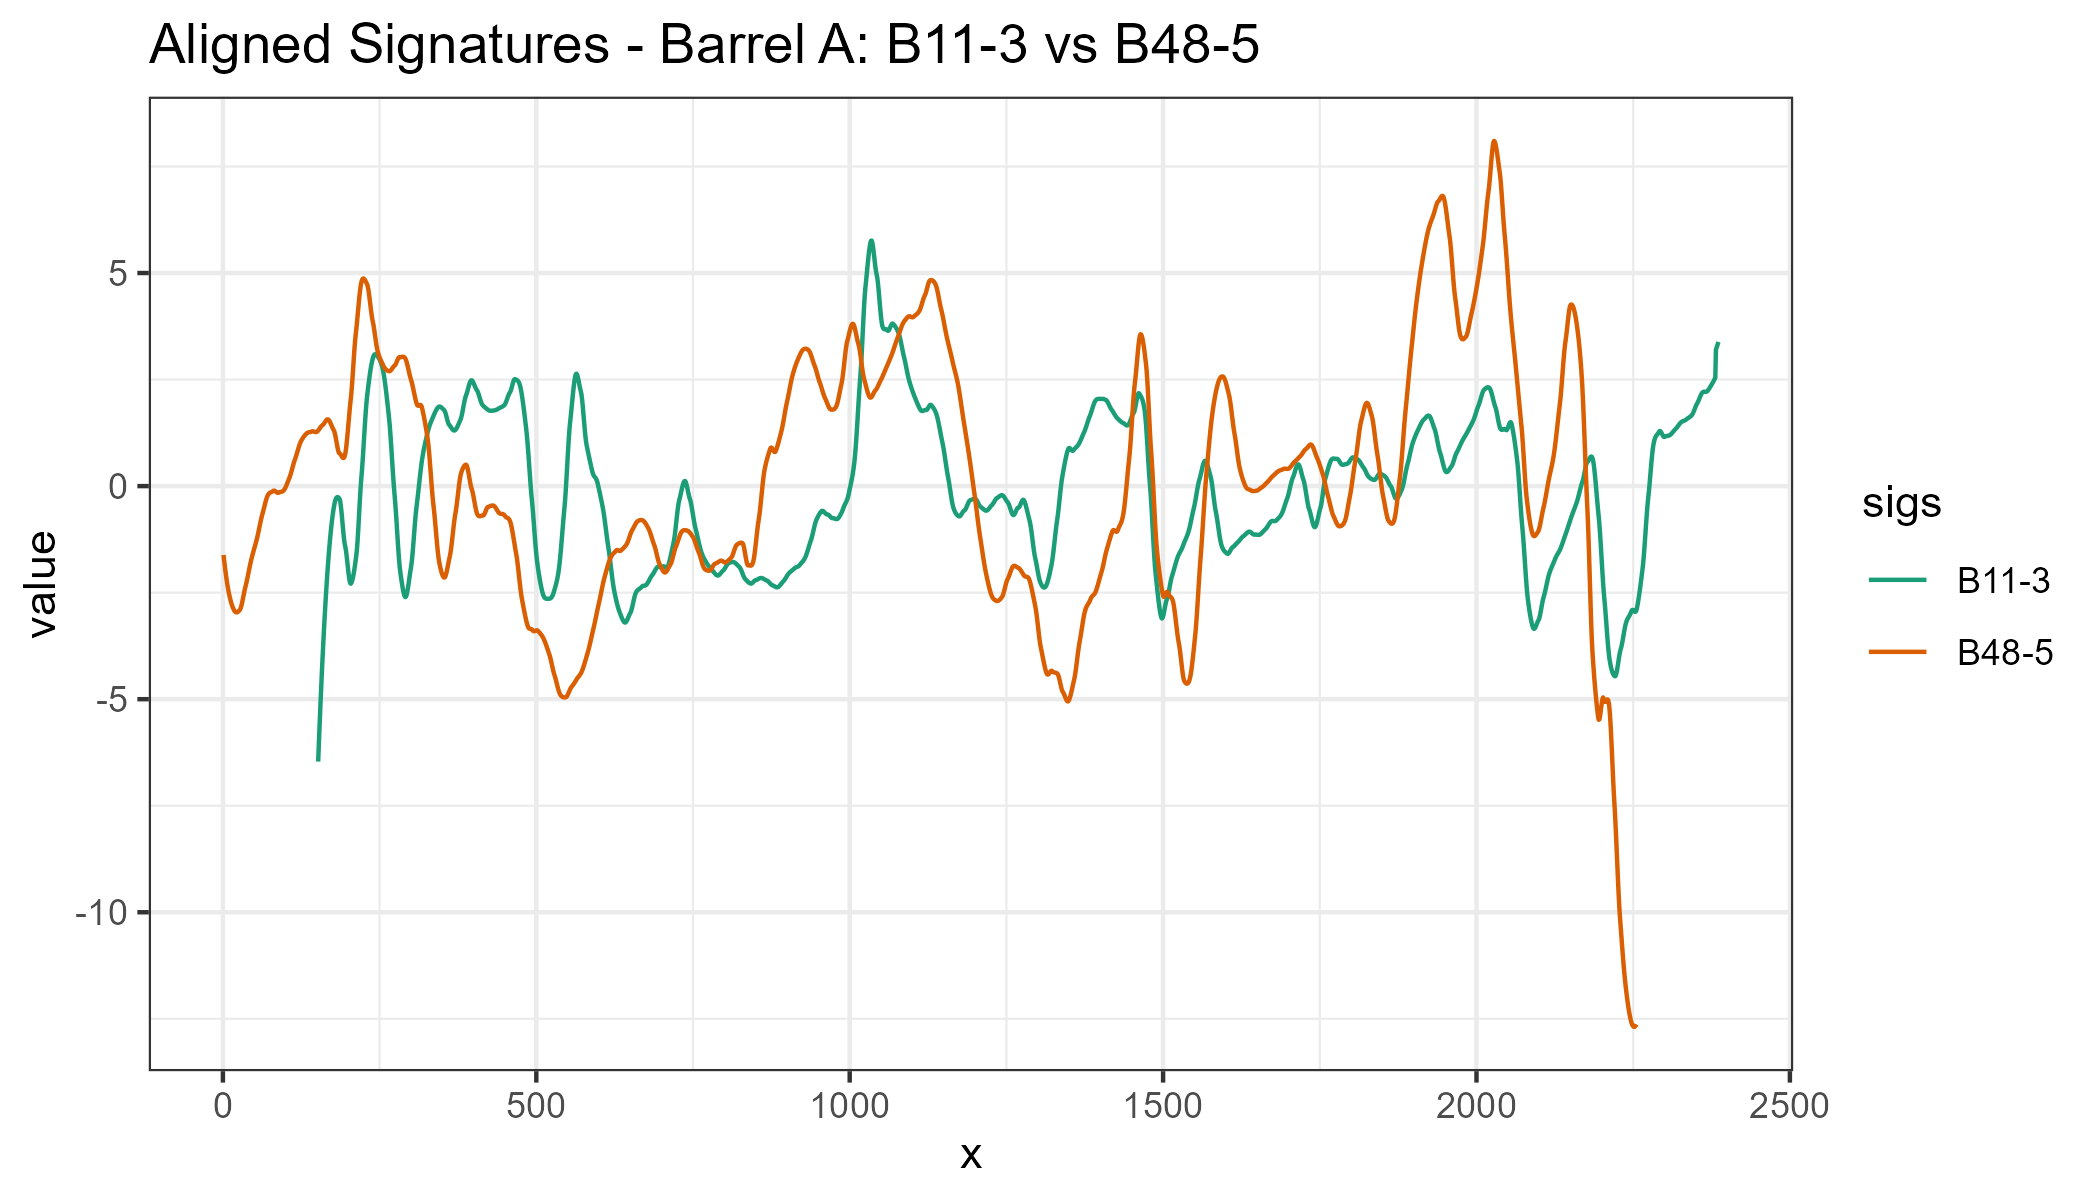 Aligned Signatures - Barrel A: B11-3 vs B48-5
value
5
0
-5
-10
0 500 1000 1500 2000 2500
x
sigs
B11-3
B48-5